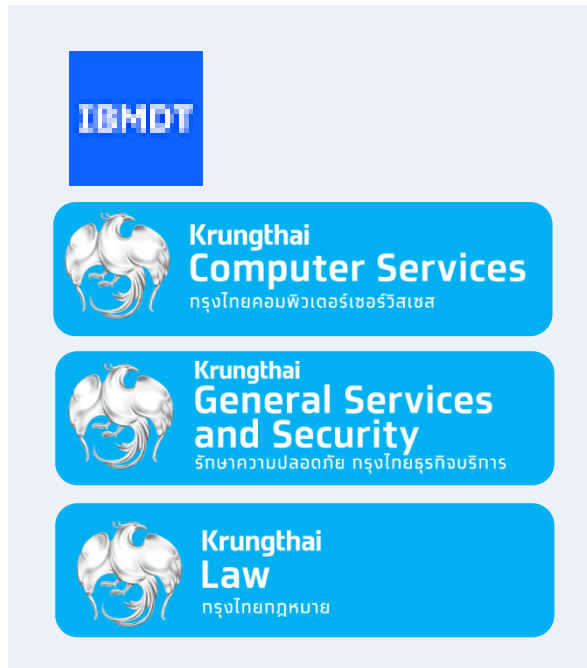 IBMDT
Krungthai
Computer Services
กรุงไทยคอมพิวเตอร์เซอร์วิสเซส
Krungthai
General Services
and Security
รักษาความปลอดภัย กรุงไทยธุรกิจบริการ
Krungthai
Law
กรุงไทยกฎหมาย